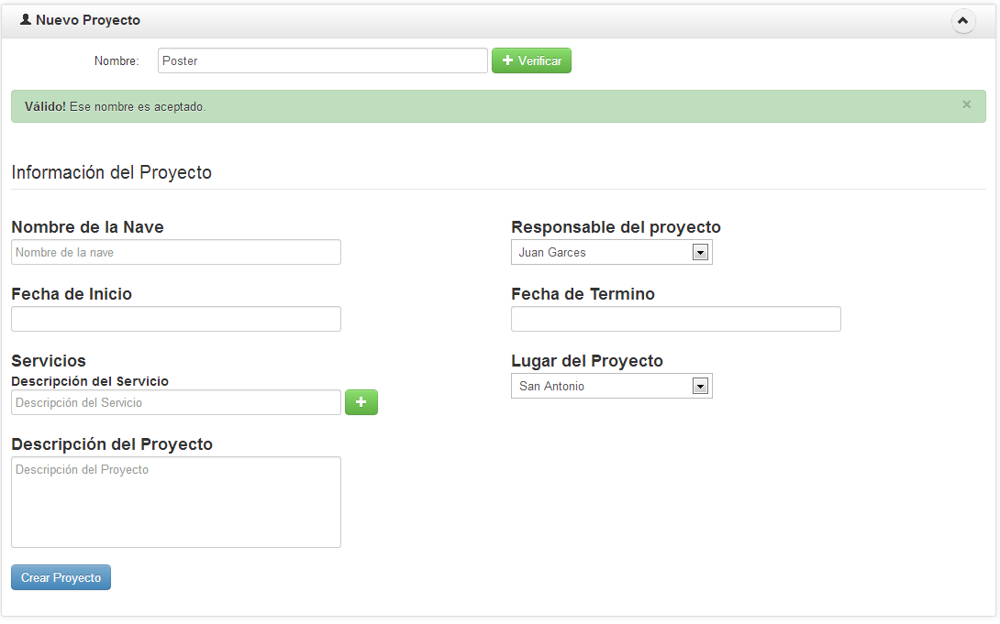 Nuevo Proyecto
Nombre: Poster Verificar
Válido! Ese nombre es aceptado. ×
Información del Proyecto
Nombre de la Nave Responsable del proyecto
Nombre de la nave Juan Garces
Fecha de Inicio Fecha de Termino
Servicios Lugar del Proyecto
Descripción del Servicio
Descripción del Servicio San Antonio
Descripción del Proyecto
Descripción del Proyecto
Crear Proyecto